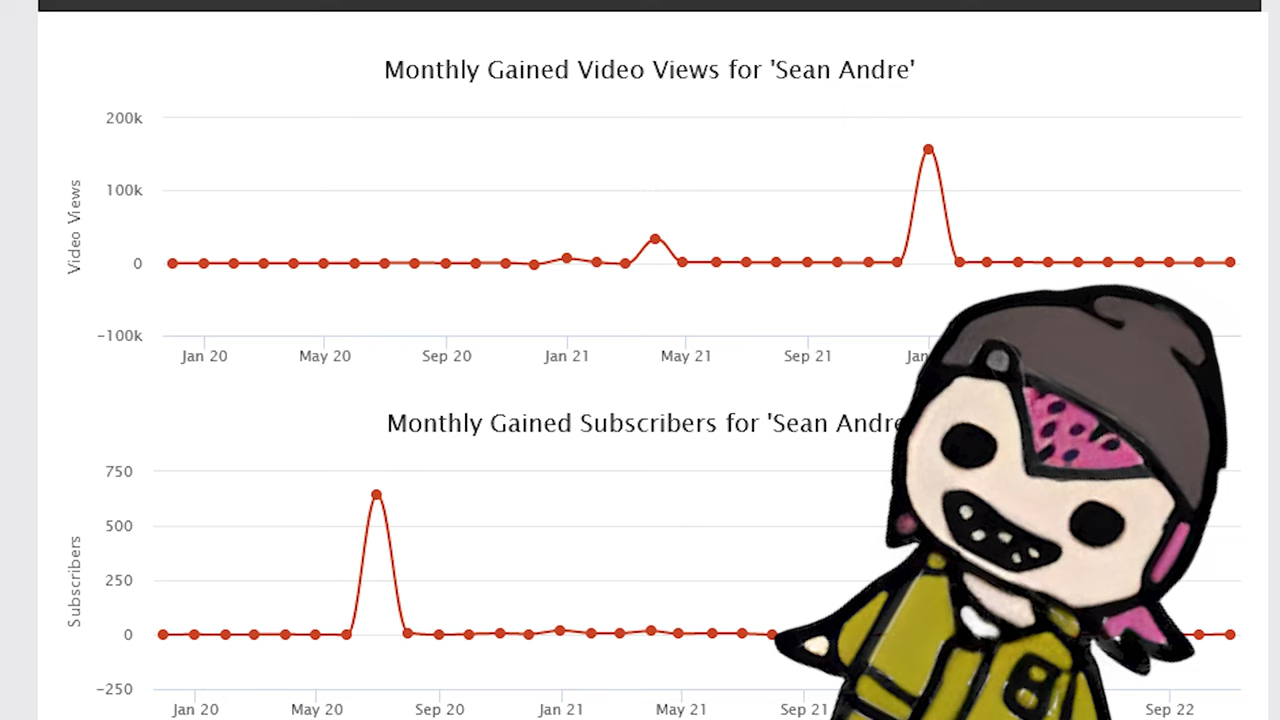 Monthly Gained Video Views for 'Sean Andre'
200k
100k
0
-100k
Video Views
Jan 20 May 20 Sep 20 Jan 21 May 21 Sep 21 Jan
Monthly Gained Subscribers for 'Sean Andre
750
500
250
0
-250
Subscribers
Jan 20 May 20 Sep 20 Jan 21 May 21 Sep 21 Sep 22
B